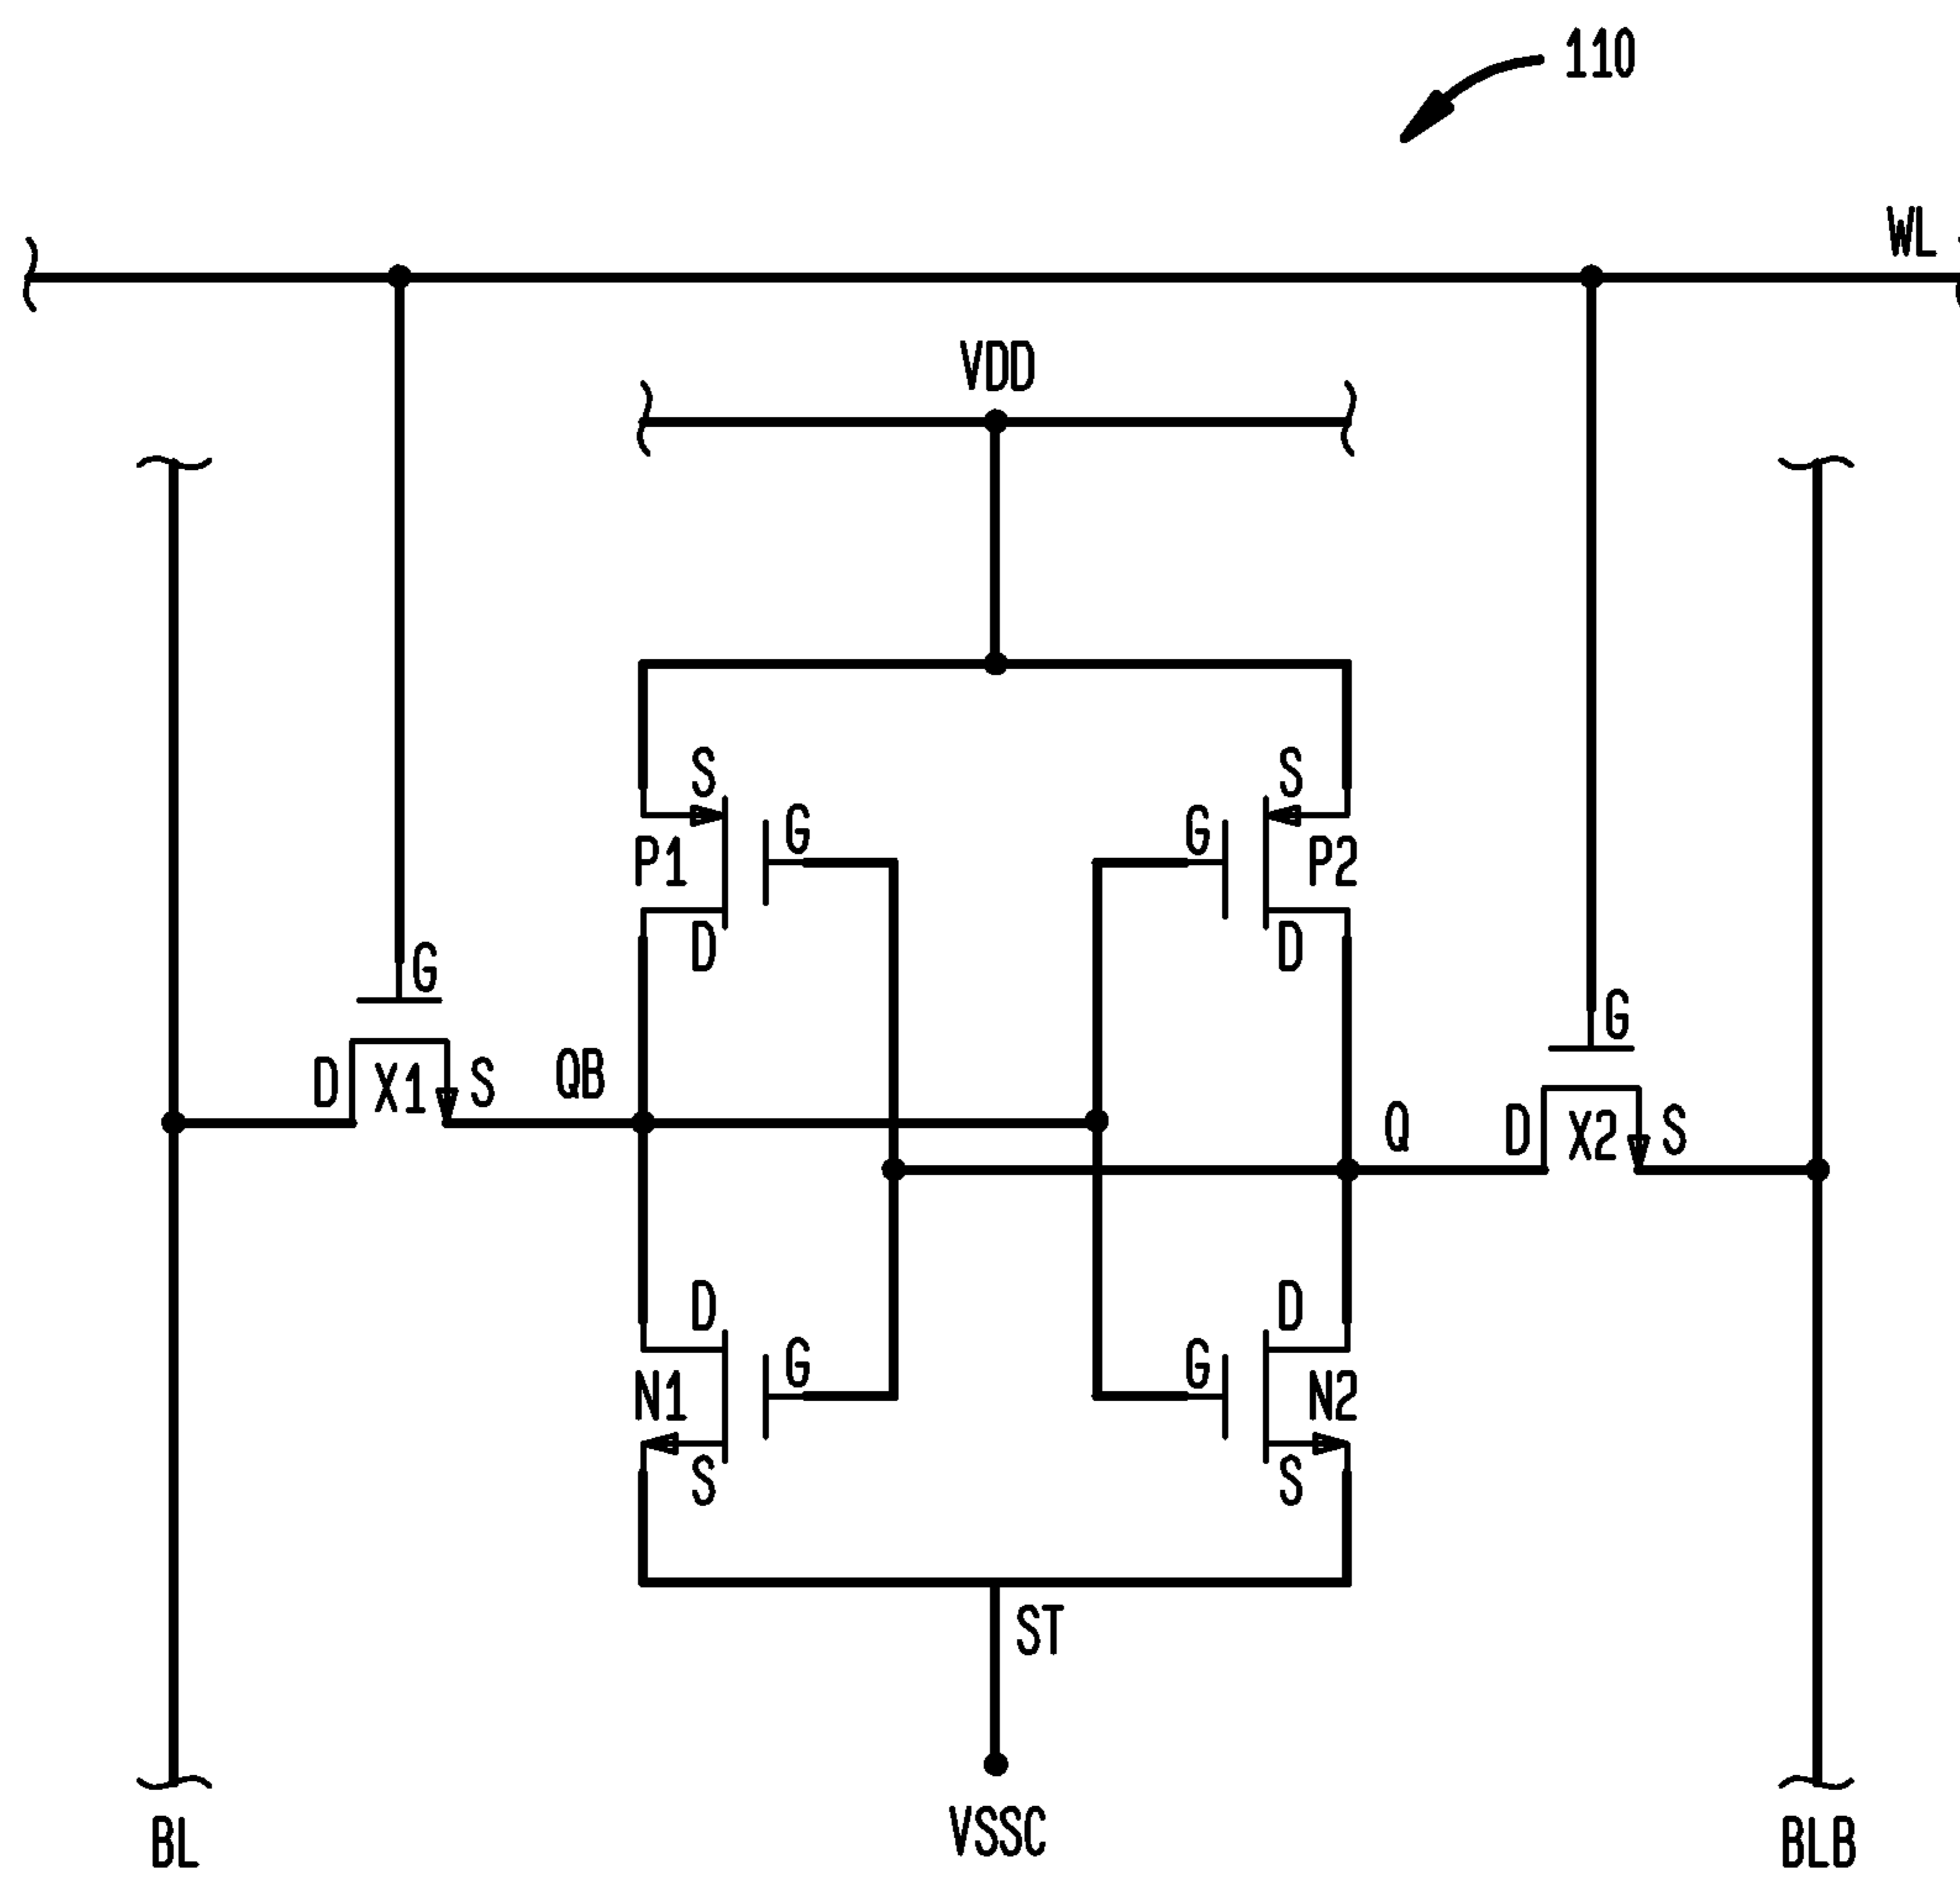 110
WL
VDD
S S
G G
P1 P2
D D
G
G
QB
D X1 S
Q
D X2 S
D D
G G
N1 N2
S S
ST
VSSC
BL BLB